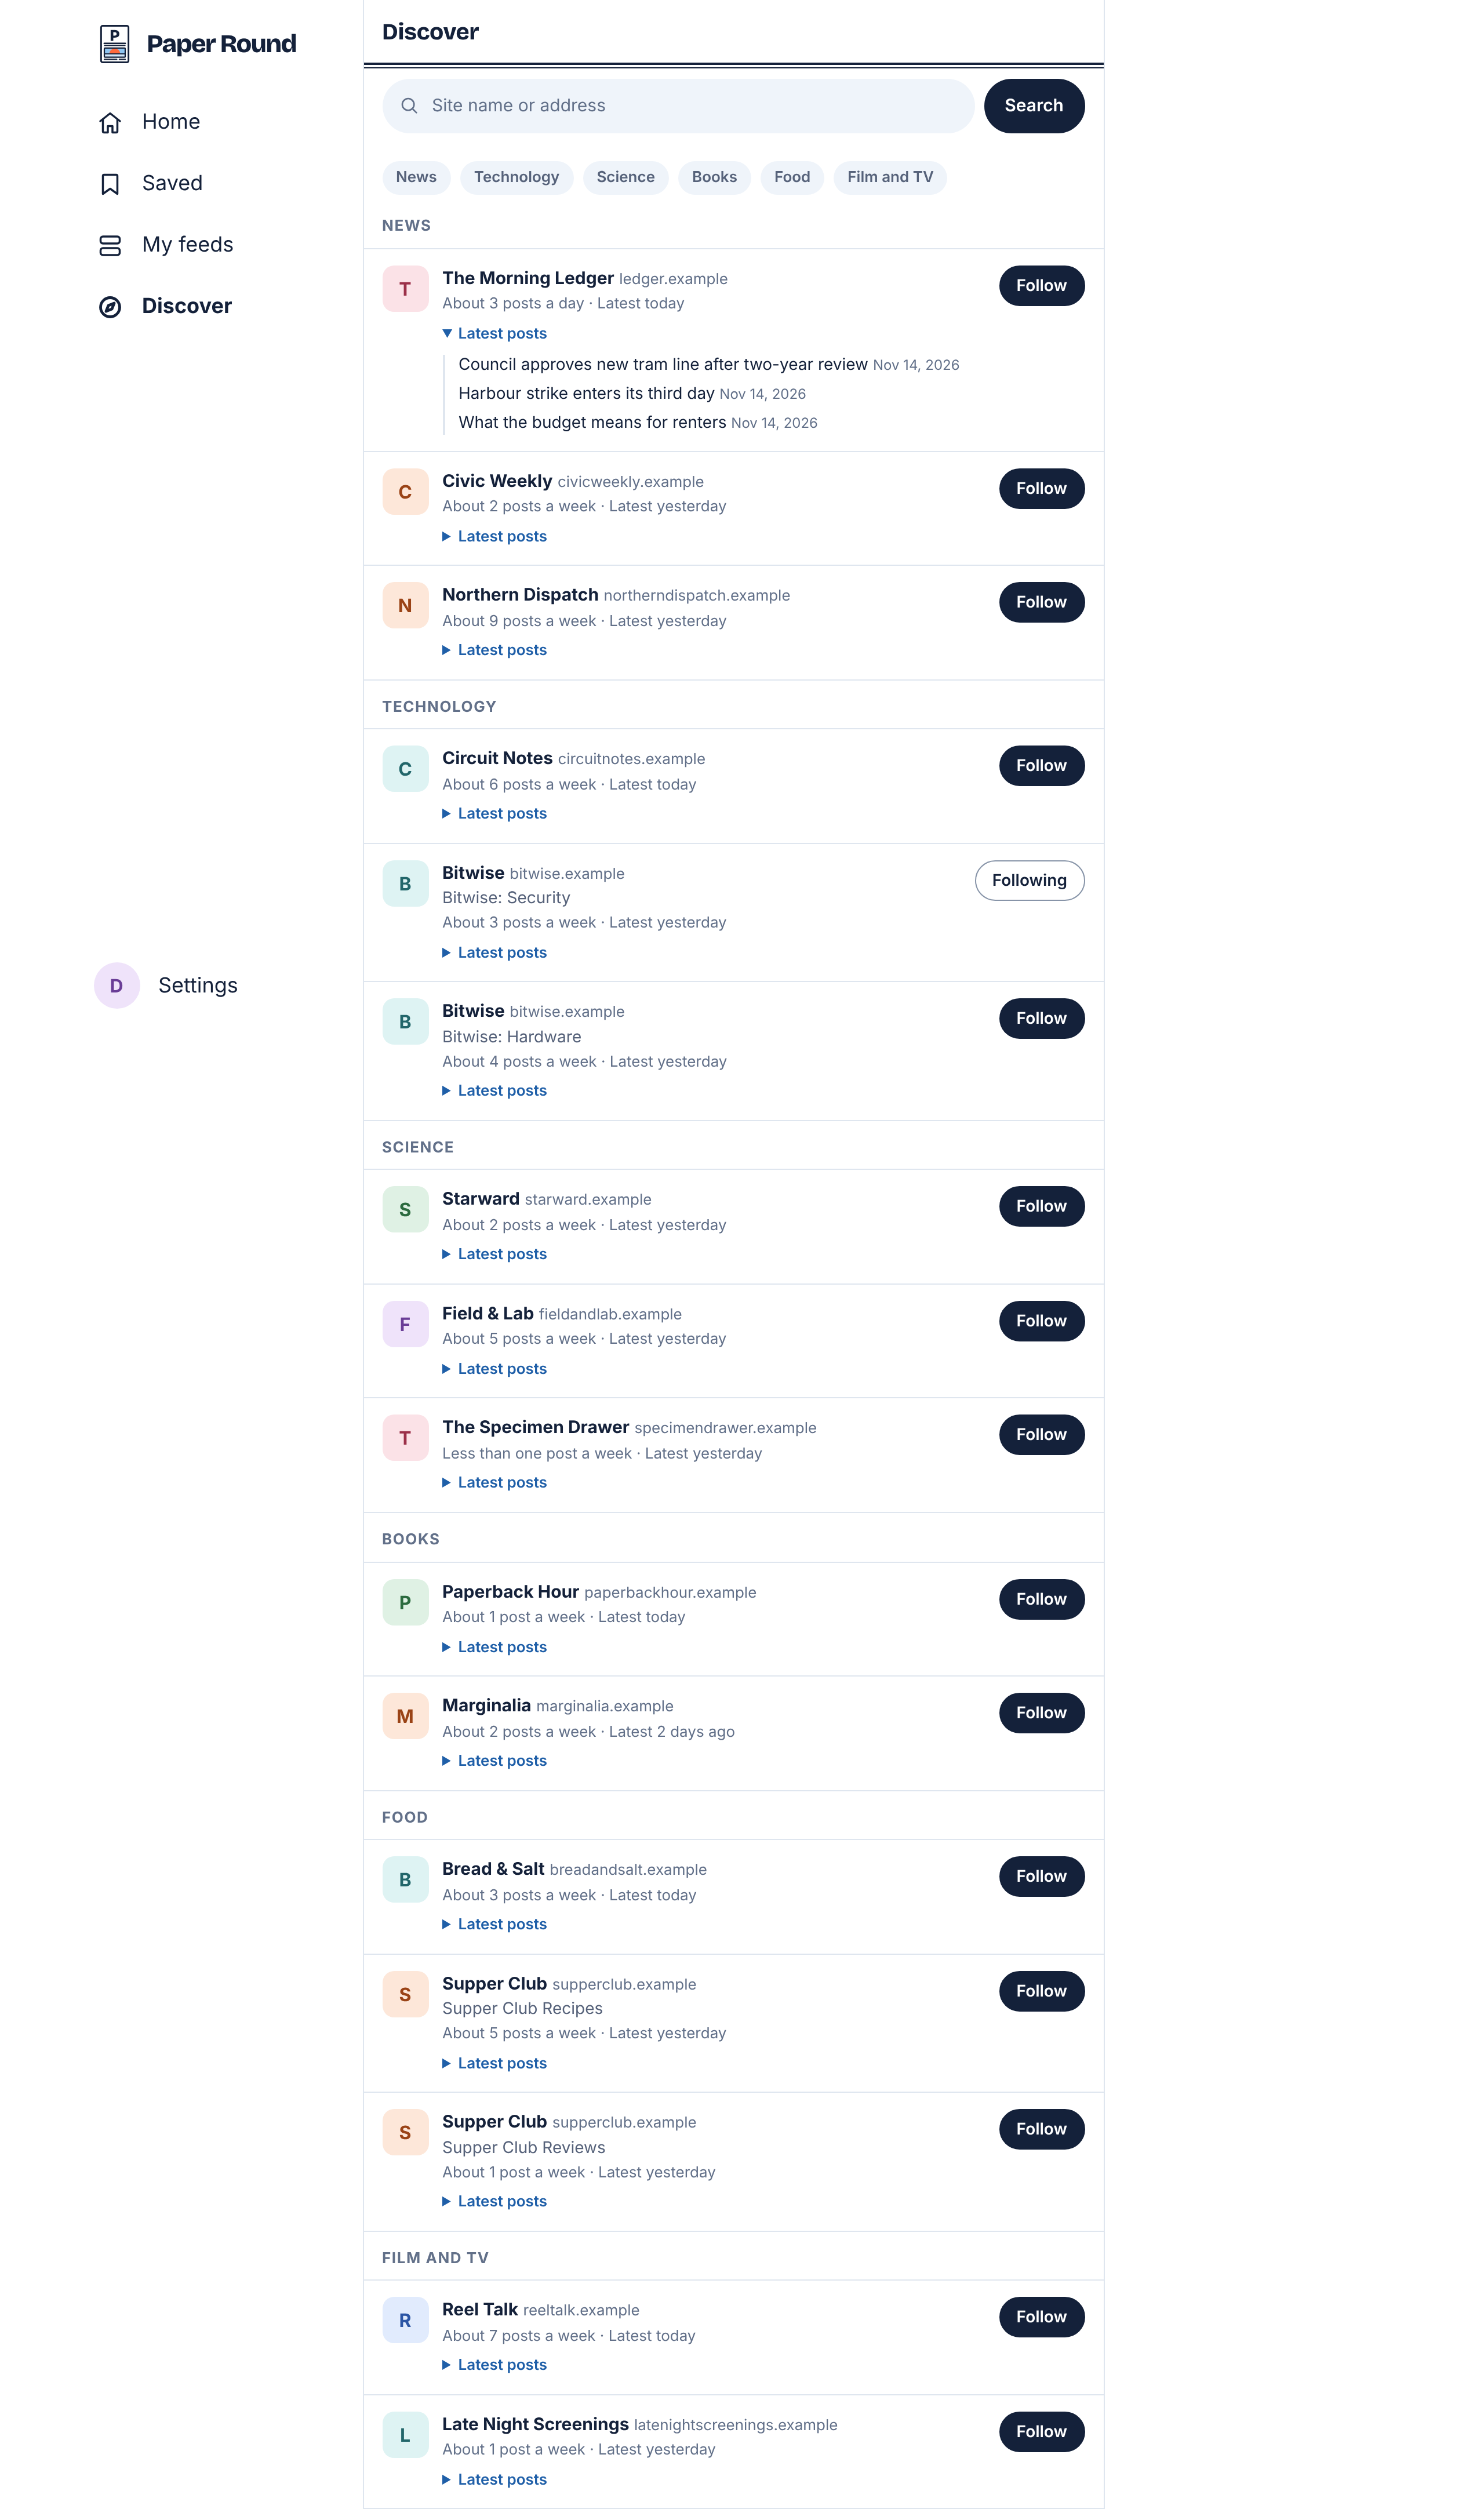 P
Paper Round
Home
Saved
My feeds
Discover
D
Settings
Discover
Site name or address
Search
News
Technology
Science
Books
Food
Film and TV
NEWS
T
The Morning Ledger ledger.example
Follow
About 3 posts a day · Latest today
▼ Latest posts
Council approves new tram line after two-year review Nov 14, 2026
Harbour strike enters its third day Nov 14, 2026
What the budget means for renters Nov 14, 2026
C
Civic Weekly civicweekly.example
Follow
About 2 posts a week · Latest yesterday
▶ Latest posts
N
Northern Dispatch northerndispatch.example
Follow
About 9 posts a week · Latest yesterday
▶ Latest posts
TECHNOLOGY
C
Circuit Notes circuitnotes.example
Follow
About 6 posts a week · Latest today
▶ Latest posts
B
Bitwise bitwise.example
Following
Bitwise: Security
About 3 posts a week · Latest yesterday
▶ Latest posts
B
Bitwise bitwise.example
Follow
Bitwise: Hardware
About 4 posts a week · Latest yesterday
▶ Latest posts
SCIENCE
S
Starward starward.example
Follow
About 2 posts a week · Latest yesterday
▶ Latest posts
F
Field & Lab fieldandlab.example
Follow
About 5 posts a week · Latest yesterday
▶ Latest posts
T
The Specimen Drawer specimendrawer.example
Follow
Less than one post a week · Latest yesterday
▶ Latest posts
BOOKS
P
Paperback Hour paperbackhour.example
Follow
About 1 post a week · Latest today
▶ Latest posts
M
Marginalia marginalia.example
Follow
About 2 posts a week · Latest 2 days ago
▶ Latest posts
FOOD
B
Bread & Salt breadandsalt.example
Follow
About 3 posts a week · Latest today
▶ Latest posts
S
Supper Club supperclub.example
Follow
Supper Club Recipes
About 5 posts a week · Latest yesterday
▶ Latest posts
S
Supper Club supperclub.example
Follow
Supper Club Reviews
About 1 post a week · Latest yesterday
▶ Latest posts
FILM AND TV
R
Reel Talk reeltalk.example
Follow
About 7 posts a week · Latest today
▶ Latest posts
L
Late Night Screenings latenightscreenings.example
Follow
About 1 post a week · Latest yesterday
▶ Latest posts